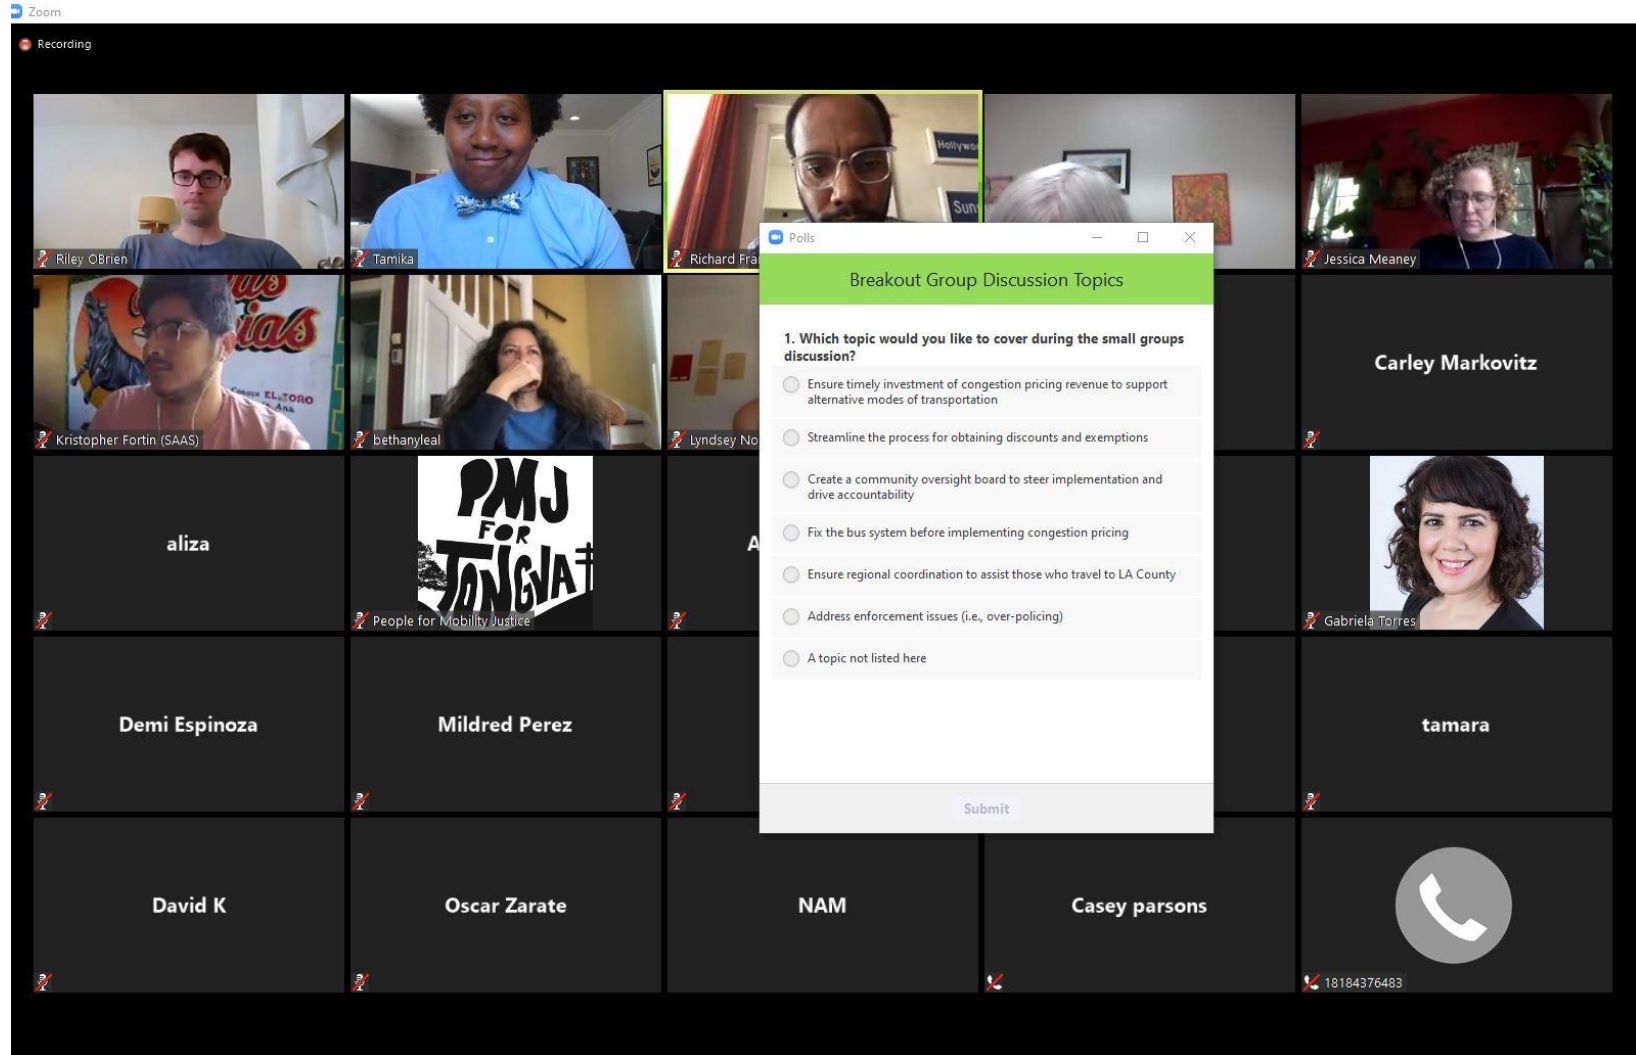 Zoom
Recording
Hollywo
Sun
Riley OBrien
Tamika
Richard Fra
Jessica Meaney
Polls
Breakout Group Discussion Topics
1. Which topic would you like to cover during the small groups
discussion?
Ensure timely investment of congestion pricing revenue to support
alternative modes of transportation
Streamline the process for obtaining discounts and exemptions
Create a community oversight board to steer implementation and
drive accountability
Fix the bus system before implementing congestion pricing
Ensure regional coordination to assist those who travel to LA County
Address enforcement issues (i.e., over-policing)
A topic not listed here
Submit
EL TORO
Ana
Kristopher Fortin (SAAS)
bethanyleal
Lyndsey No
Carley Markovitz
aliza
PMJ
FOR
TONGVA
People for Mobility Justice
A
Gabriela Torres
Demi Espinoza
Mildred Perez
tamara
David K
Oscar Zarate
NAM
Casey parsons
18184376483